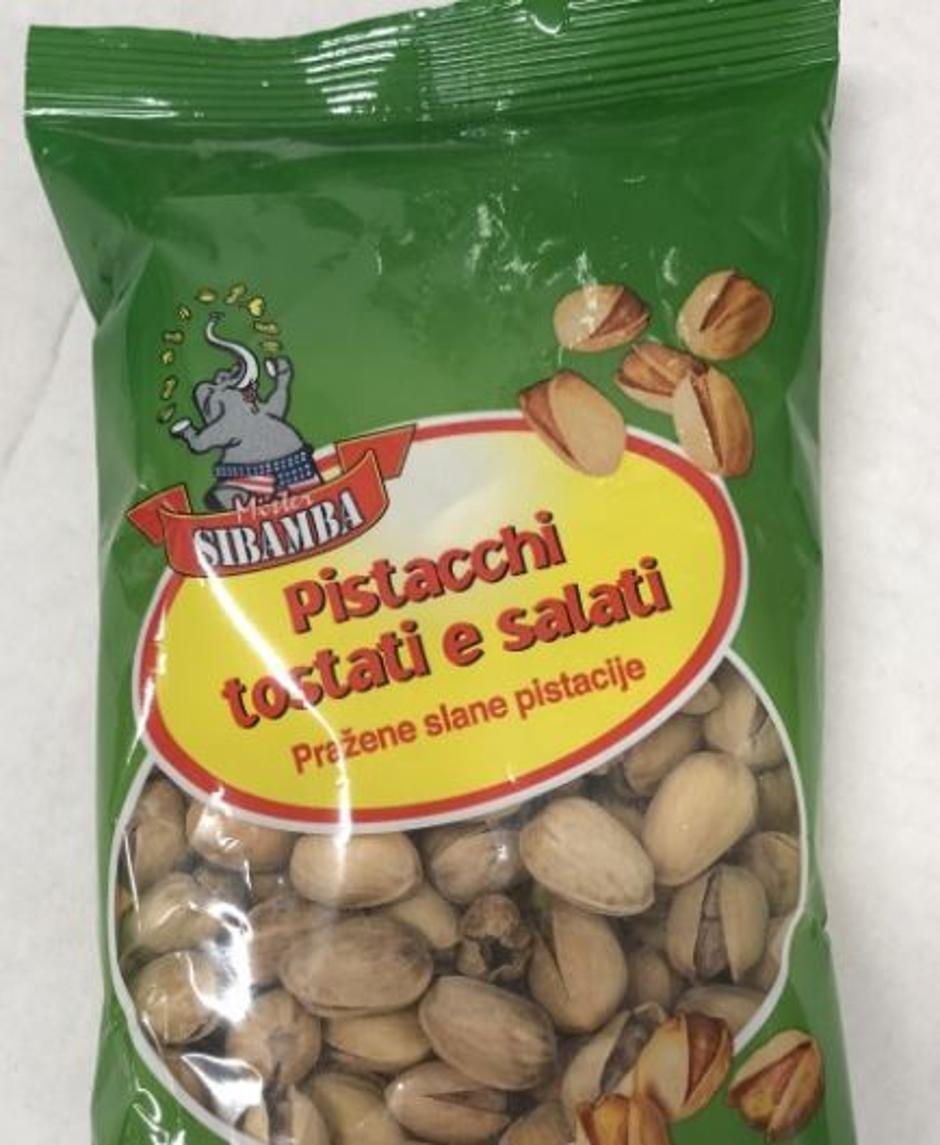 Mister
SIBAMBA
Pistacchi
tostati e salati
Pražene slane pistacije